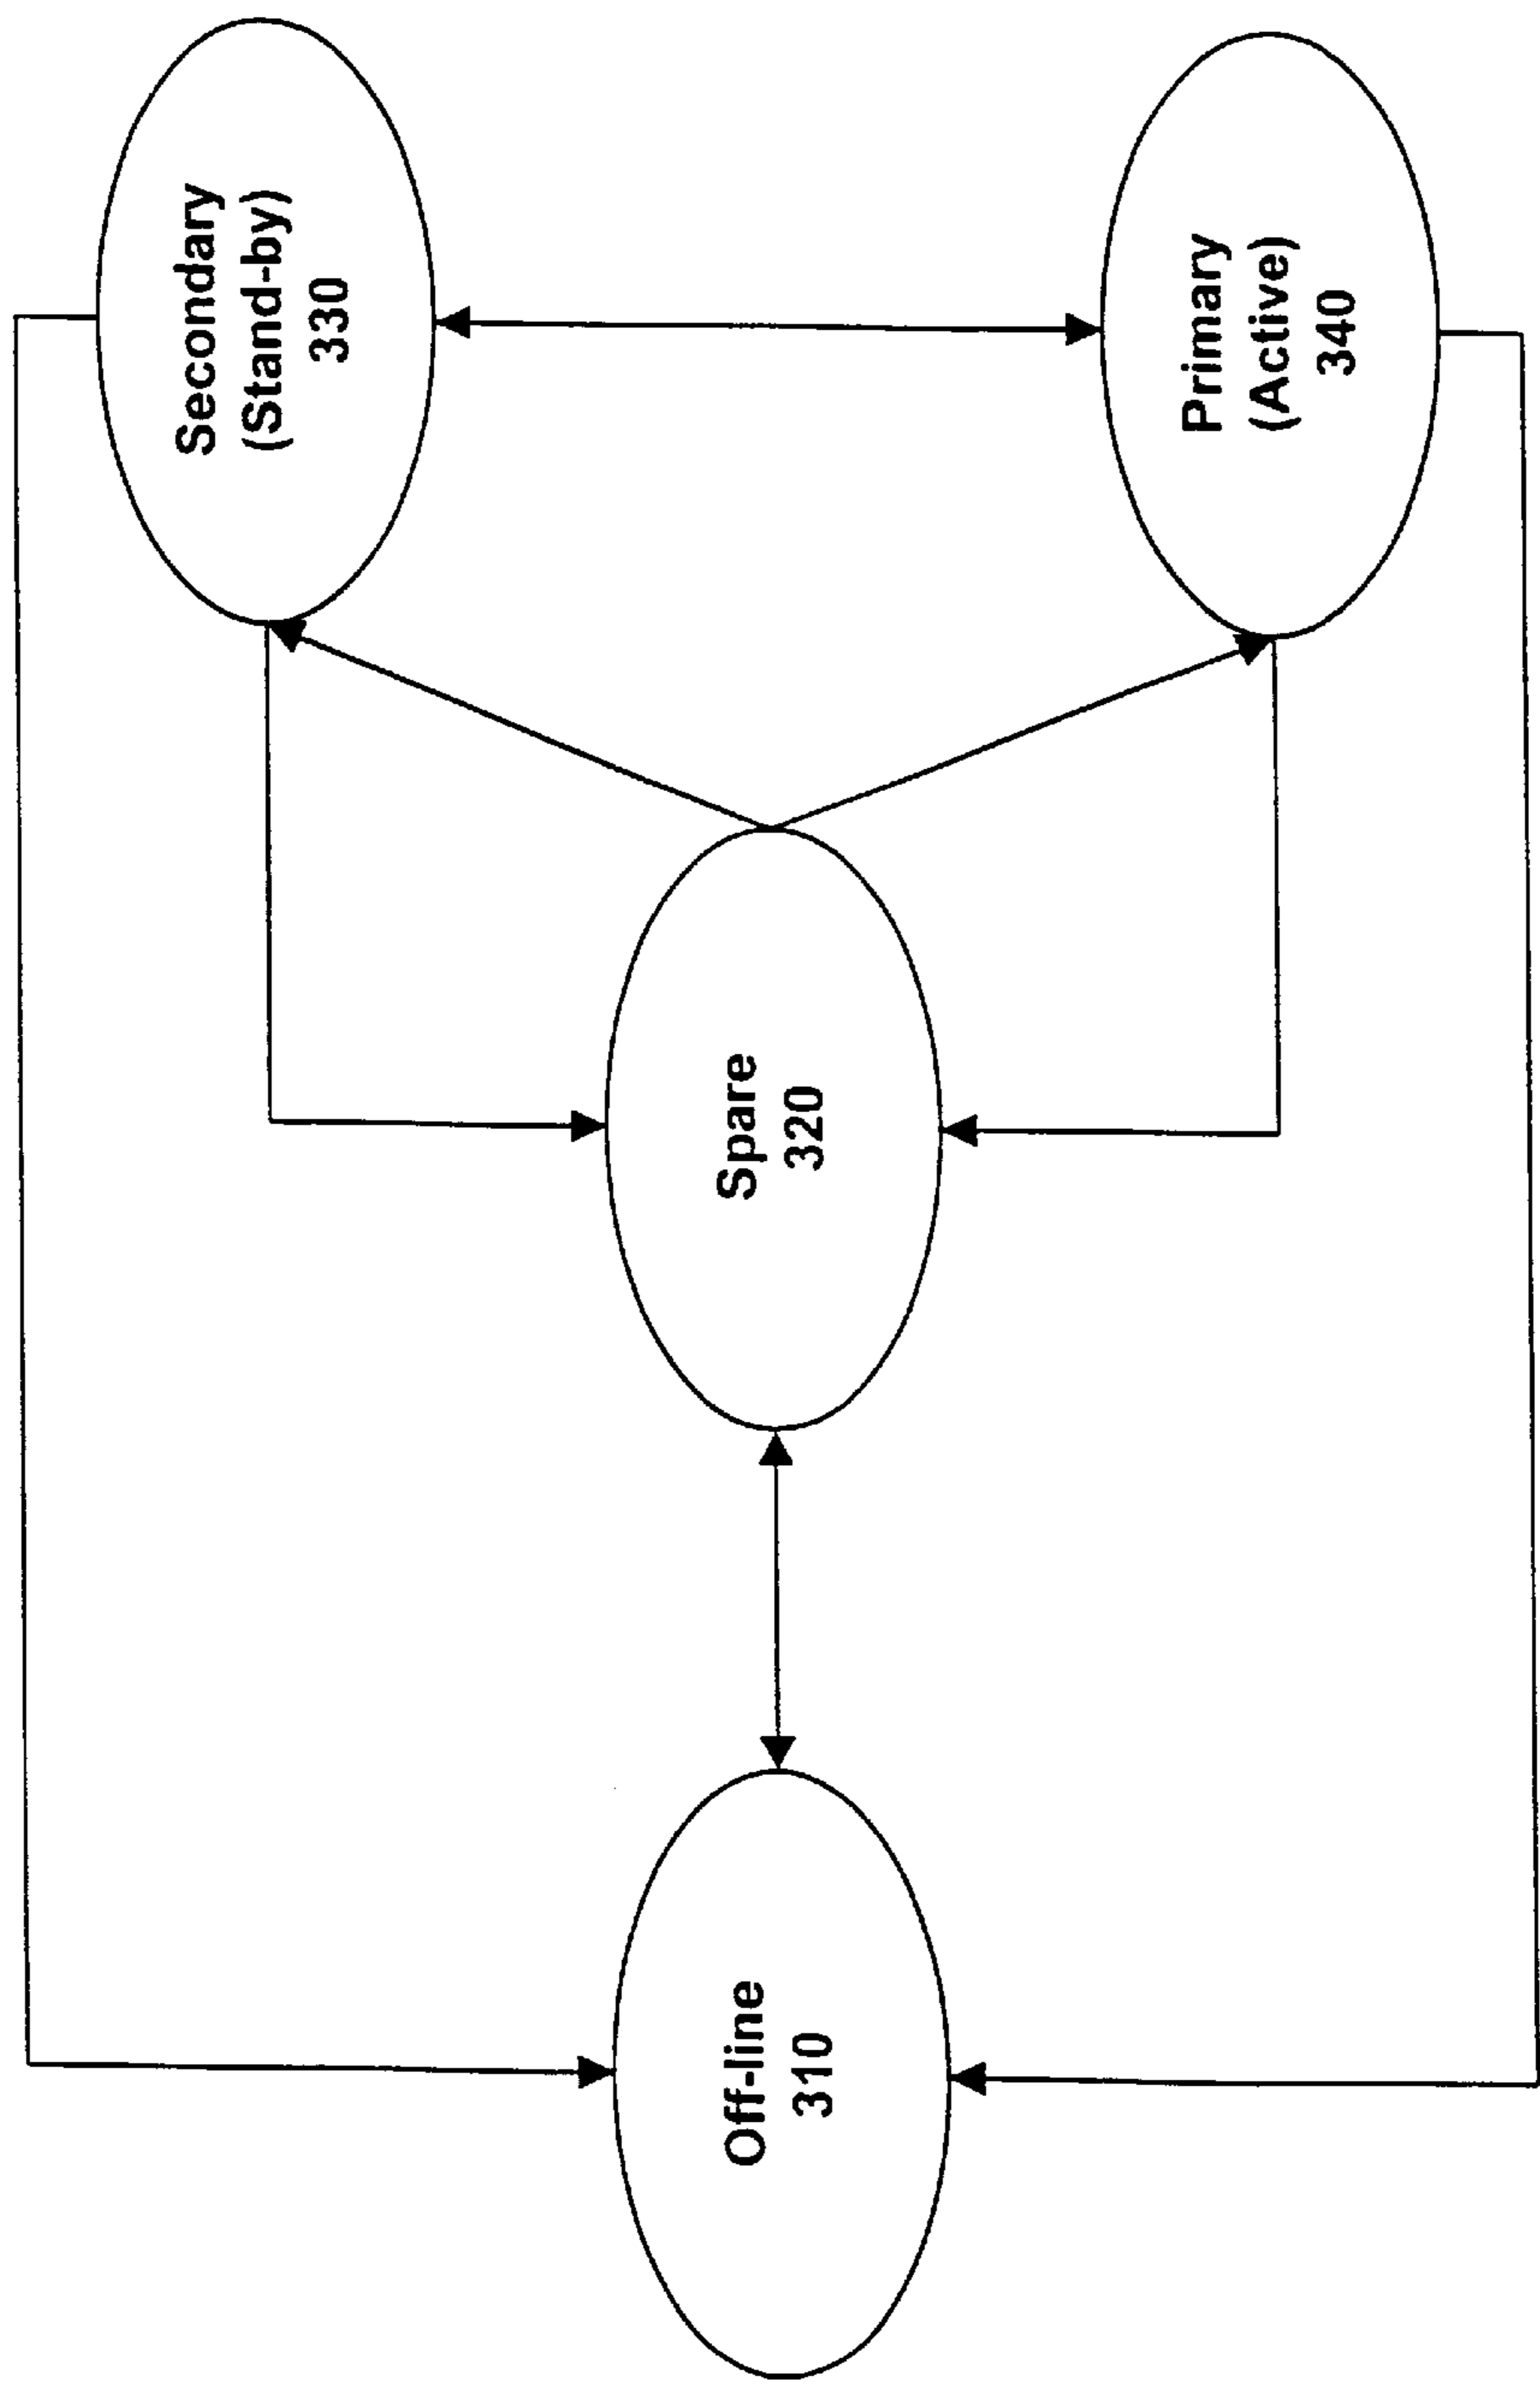 Off-line
310
Spare
320
Secondary
(Stand-by)
330
Primary
(Active)
340